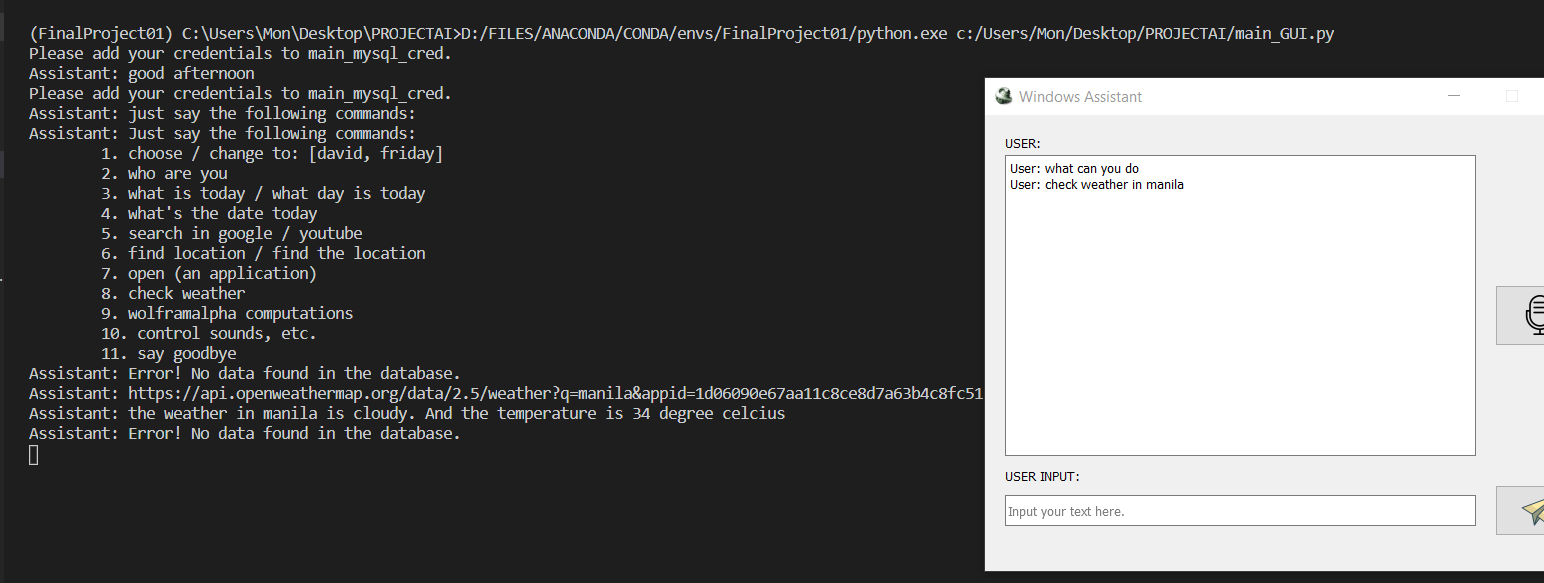 (FinalProject01) C:\Users\Mon\Desktop\PROJECTAI>D:/FILES/ANACONDA/CONDA/envs/FinalProject01/python.exe c:/Users/Mon/Desktop/PROJECTAI/main_GUI.py
Please add your credentials to main_mysql_cred.
Assistant: good afternoon
Please add your credentials to main_mysql_cred.
Assistant: just say the following commands:
Assistant: Just say the following commands:
1. choose / change to: [david, friday]
2. who are you
3. what is today / what day is today
4. what's the date today
5. search in google / youtube
6. find location / find the location
7. open (an application)
8. check weather
9. wolframalpha computations
10. control sounds, etc.
11. say goodbye
Assistant: Error! No data found in the database.
Assistant: https://api.openweathermap.org/data/2.5/weather?q=manila&appid=1d06090e67aa11c8ce8d7a63b4c8fc51
Assistant: the weather in manila is cloudy. And the temperature is 34 degree celcius
Assistant: Error! No data found in the database.
Windows Assistant
USER:
User: what can you do
User: check weather in manila
USER INPUT:
Input your text here.